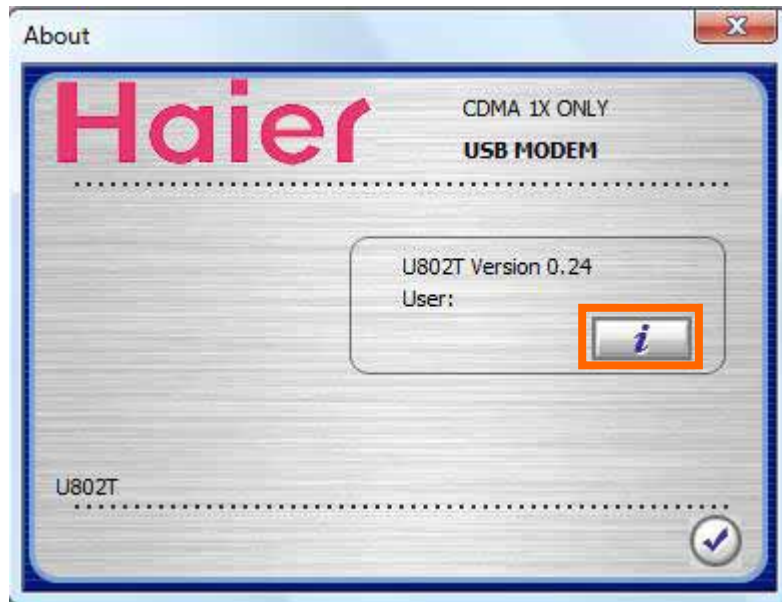 About
Haier
CDMA 1X ONLY
USB MODEM
U802T Version 0.24
User:
i
U802T